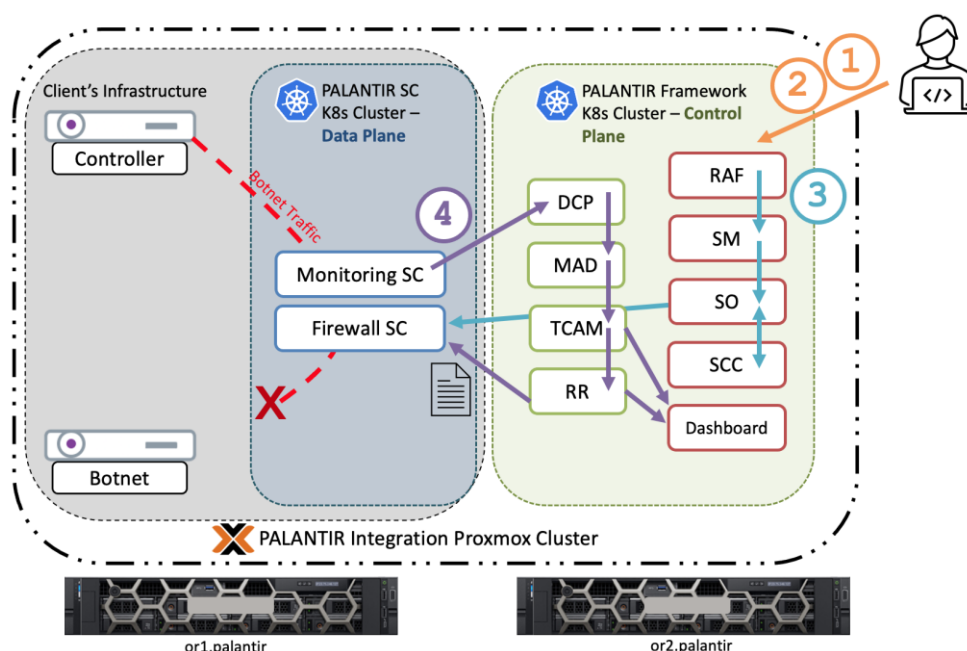 Client's Infrastructure
Controller
Botnet Traffic
Botnet
PALANTIR SC
K8s Cluster –
Data Plane
Monitoring SC
Firewall SC
X
4
PALANTIR Framework
K8s Cluster – Control
Plane
DCP
MAD
TCAM
RR
2
1
3
RAF
SM
SO
SCC
Dashboard
</>
PALANTIR Integration Proxmox Cluster
or1.palantir
or2.palantir